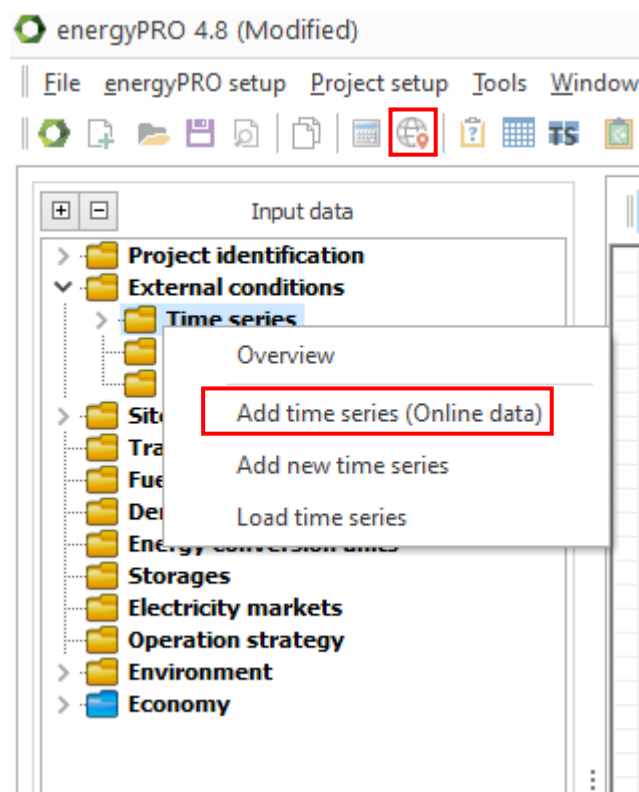 energyPRO 4.8 (Modified)
File energyPRO setup Project setup Tools Window
TS
Input data
Project identification
External conditions
Time series
Overview
Add time series (Online data)
Add new time series
Load time series
Storages
Electricity markets
Operation strategy
Environment
Economy